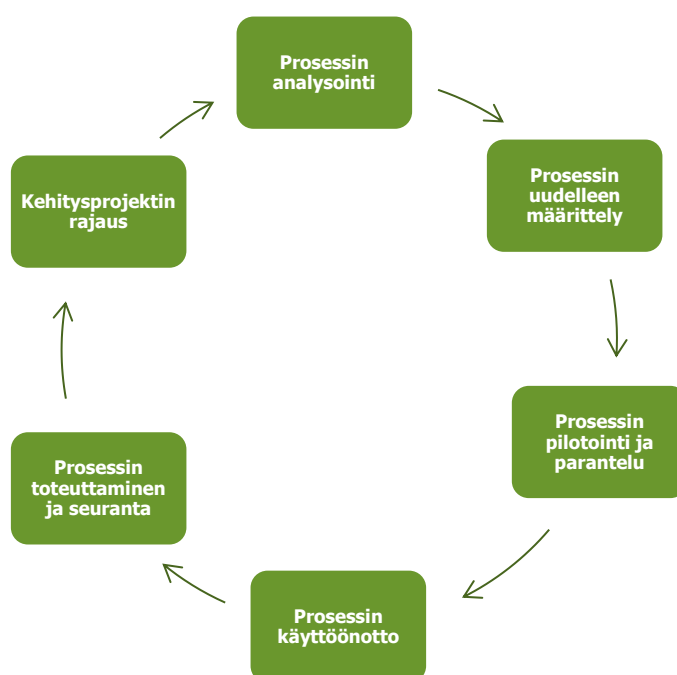 Prosessin
analysointi
Prosessin
uudelleen
määrittely
Prosessin
pilotointi ja
parantelu
Prosessin
käyttöönotto
Prosessin
toteuttaminen
ja seuranta
Kehitysprojektin
rajaus